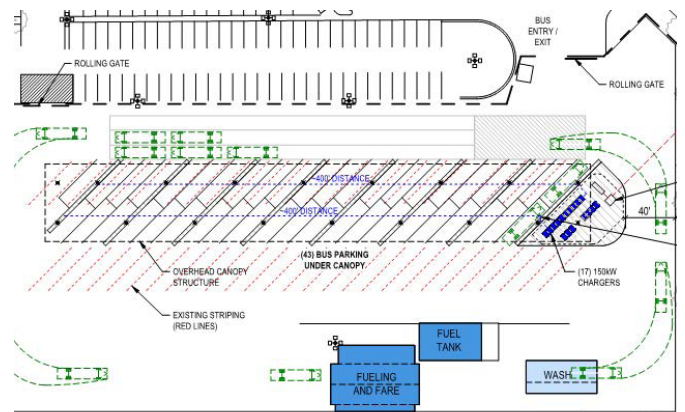 BUS
ENTRY /
EXIT
ROLLING GATE
ROLLING GATE
~400' DISTANCE
~400' DISTANCE
40'
(43) BUS PARKING
UNDER CANOPY
OVERHEAD CANOPY
STRUCTURE
(17) 150kW
CHARGERS
EXISTING STRIPING
(RED LINES)
FUEL
TANK
FUELING
AND FARE
WASH